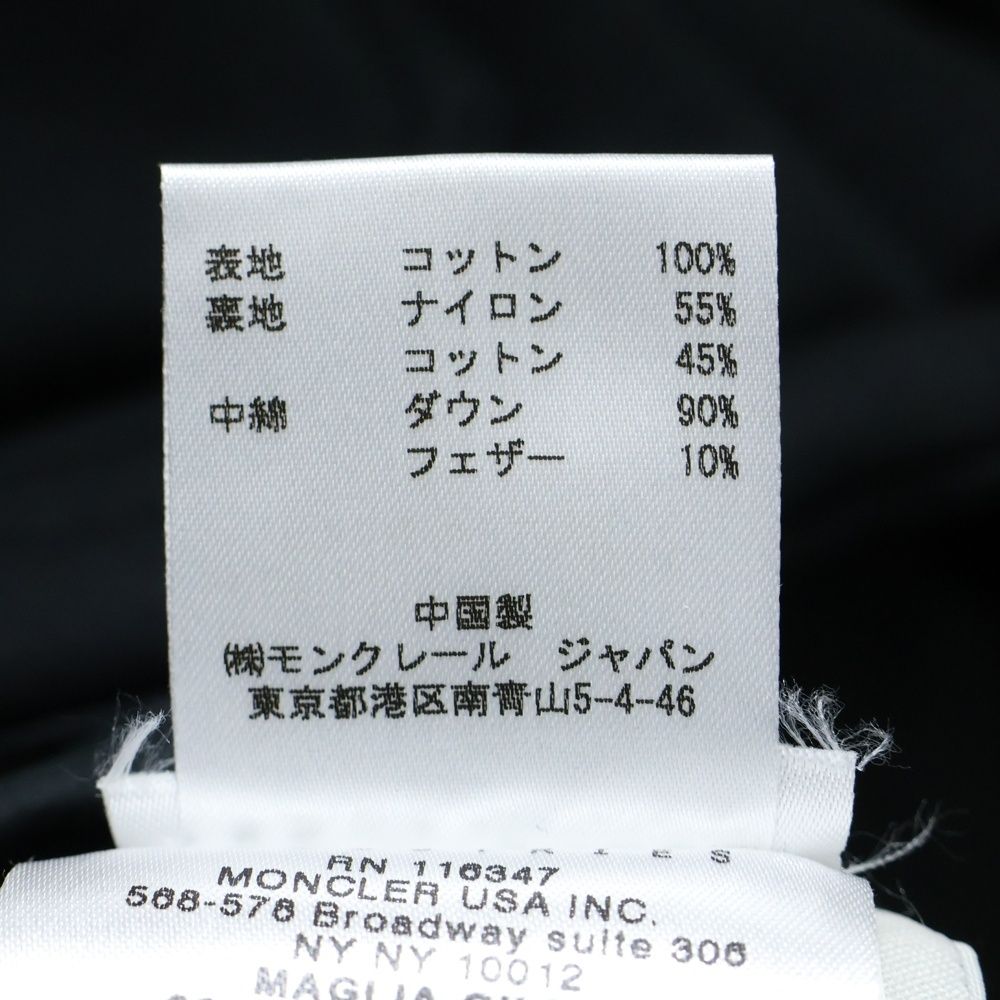 表地 コットン 100%
裏地 ナイロン 55%
コットン 45%
中綿 ダウン 90%
フェザー 10%
中国製
㈱モンクレール ジャパン
東京都港区南青山5-4-46
RN 116347
MONCLER USA INC.
568-578 Broadway suite 306
NY NY 10012
MAGLIA